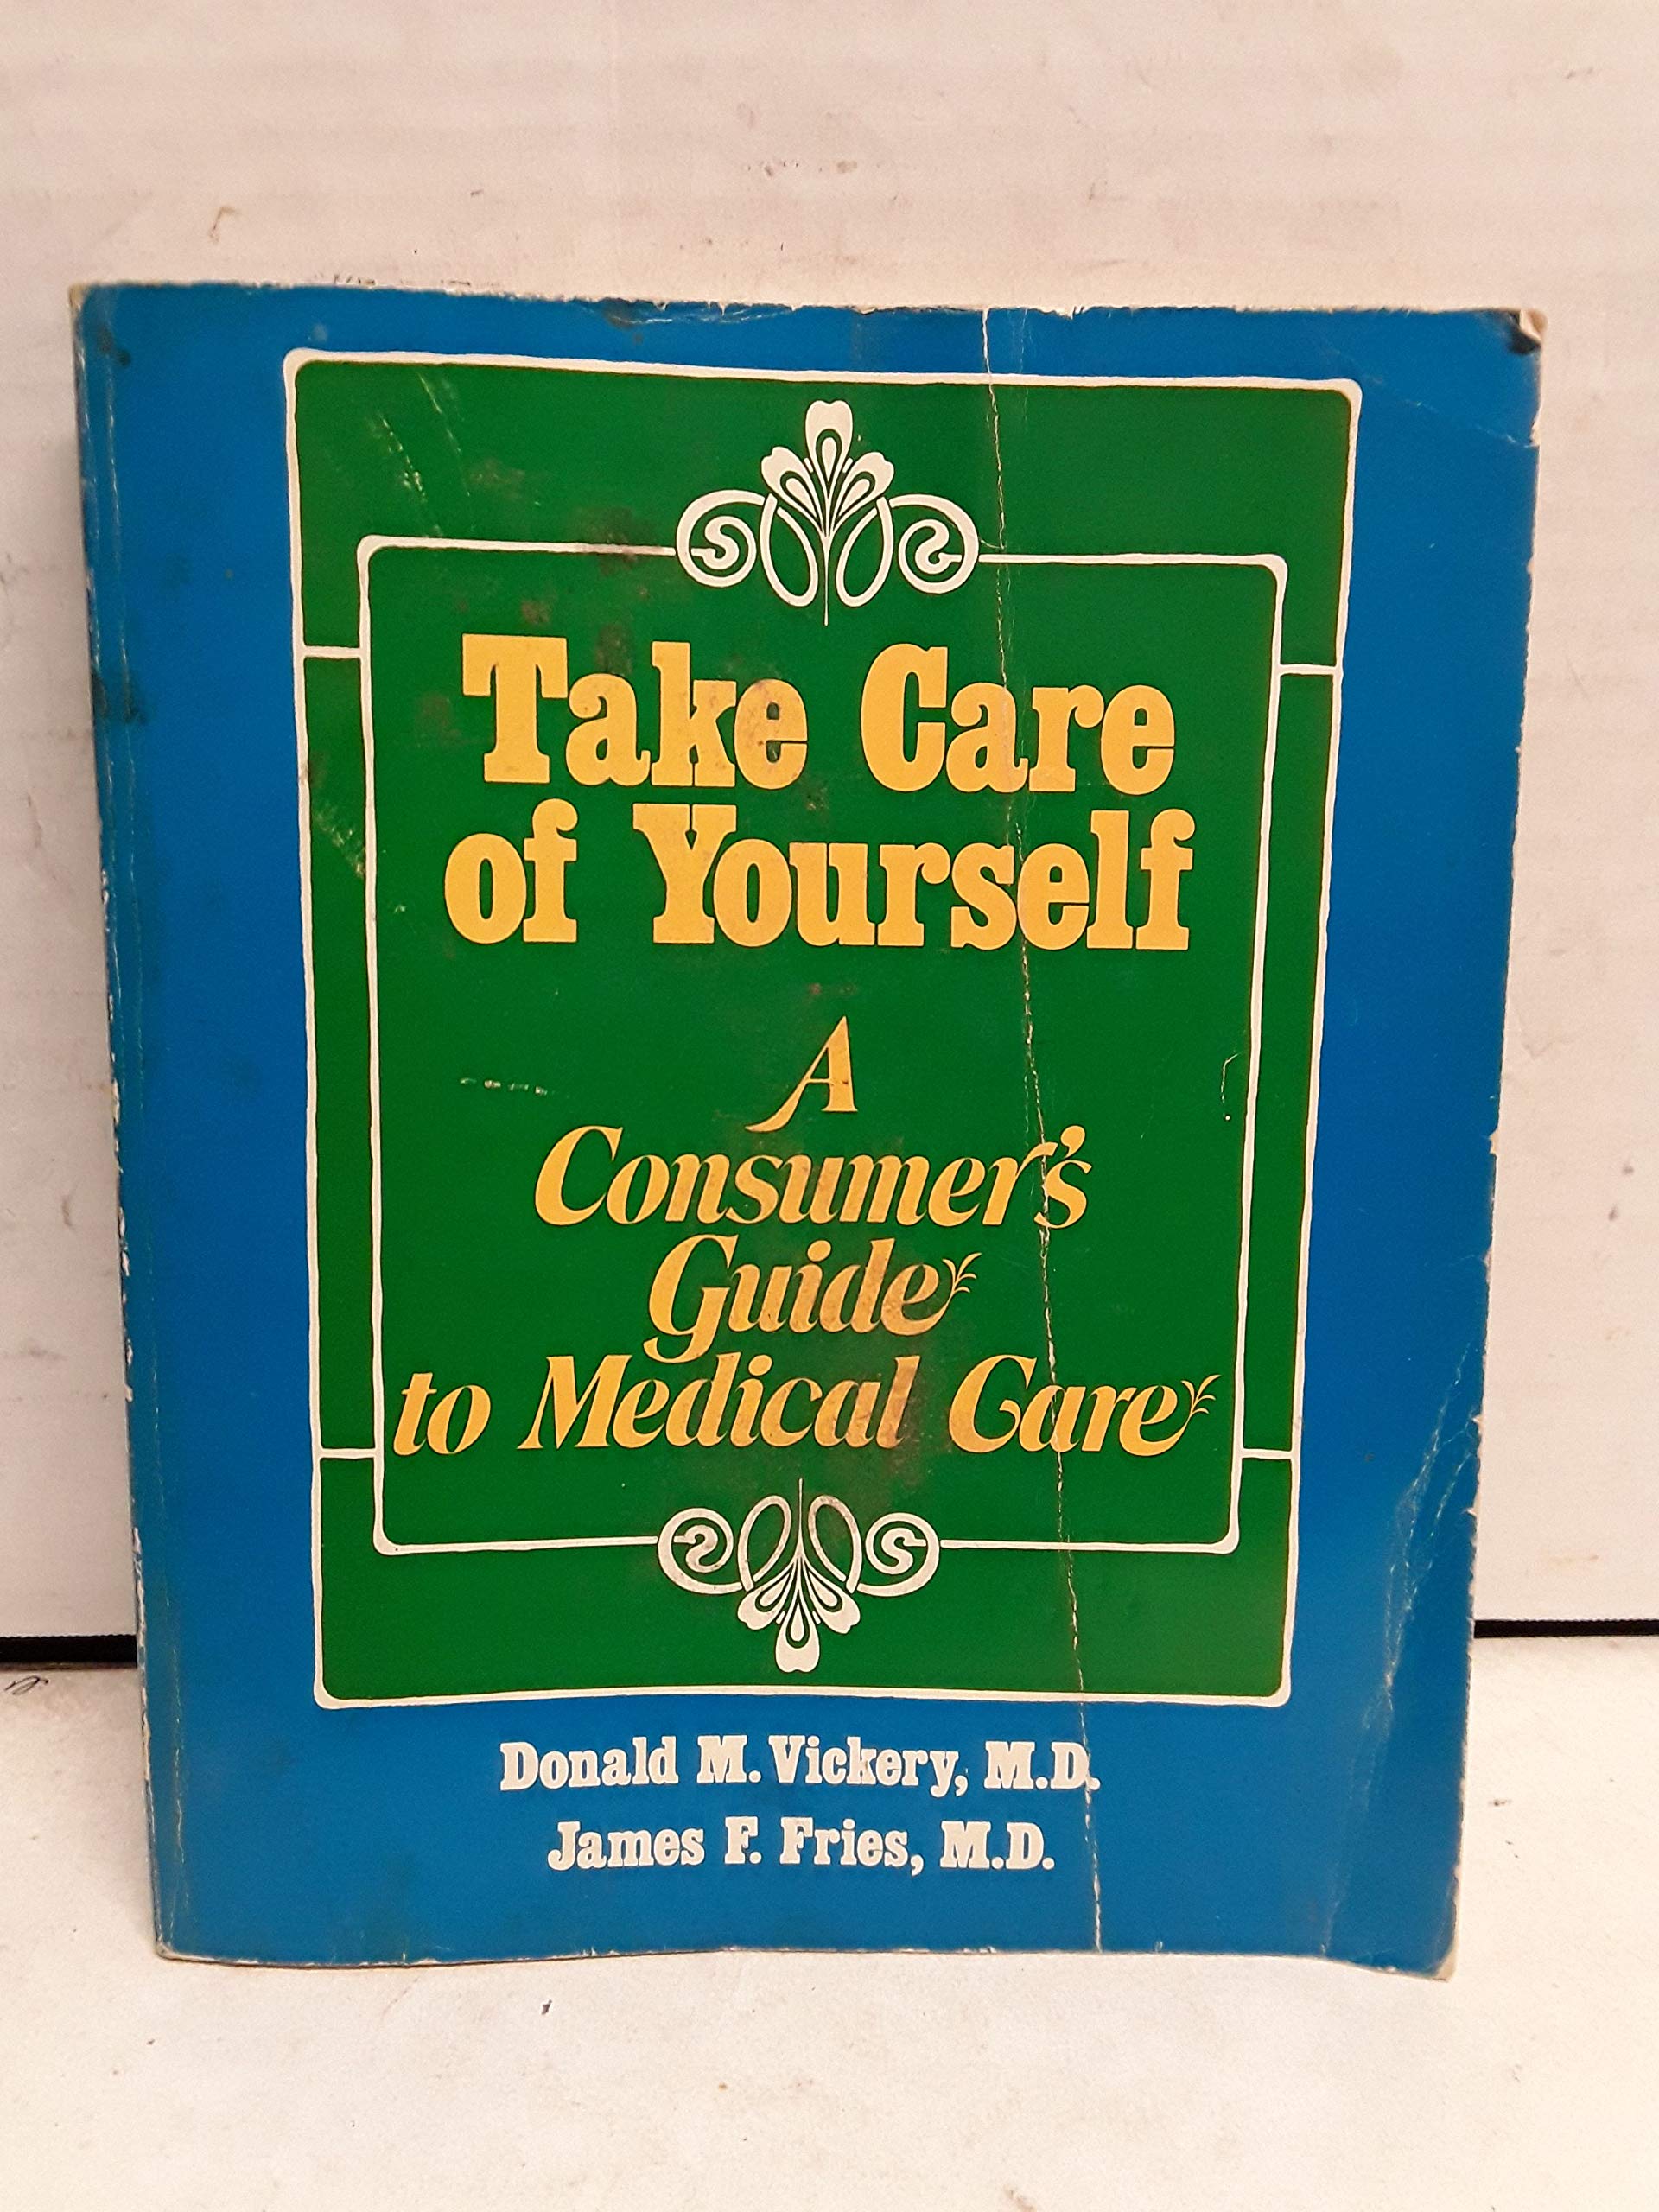 Take Care
of Yourself
A
Consumer's
Guide
to Medical Care
Donald M. Vickery, M.D.
James F. Fries, M.D.